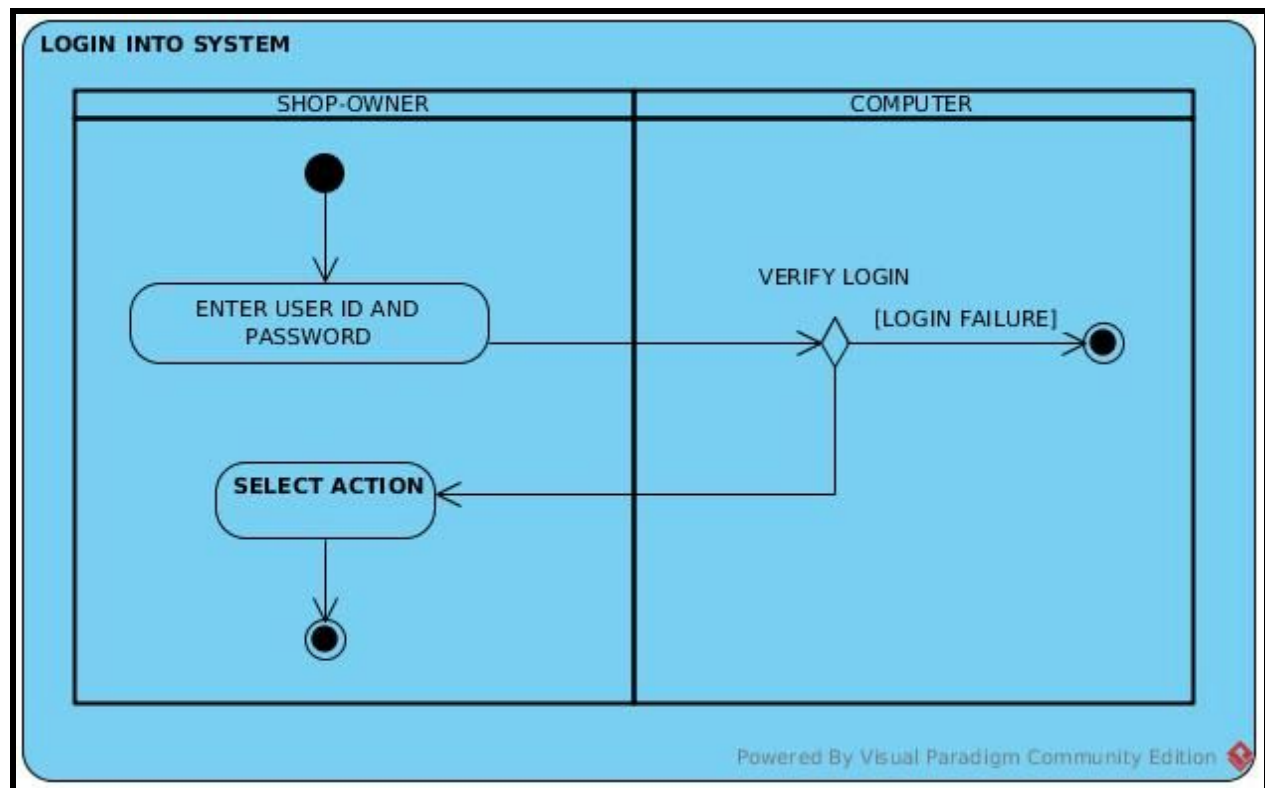 LOGIN INTO SYSTEM
SHOP-OWNER
COMPUTER
ENTER USER ID AND
PASSWORD
VERIFY LOGIN
[LOGIN FAILURE]
SELECT ACTION
Powered By Visual Paradigm Community Edition